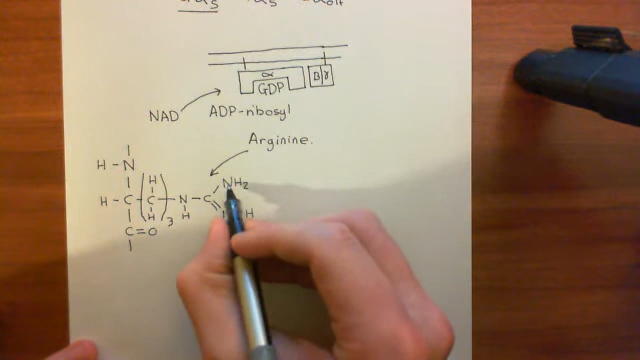 α GDP B γ
NAD ADP-ribosyl
Arginine.
H - N
H NH2
H - C - C - N - C
H 3 H H
C=O